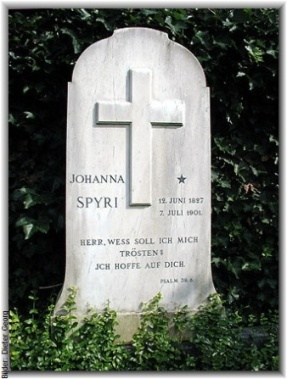 JOHANNA
SPYRI
12. JUNI 1827
7. JULI 1901.
HERR, WESS SOLL ICH MICH
TRÖSTEN?
ICH HOFFE AUF DICH.
PSALM. 39. 8.
Bilder: Dieter Georg